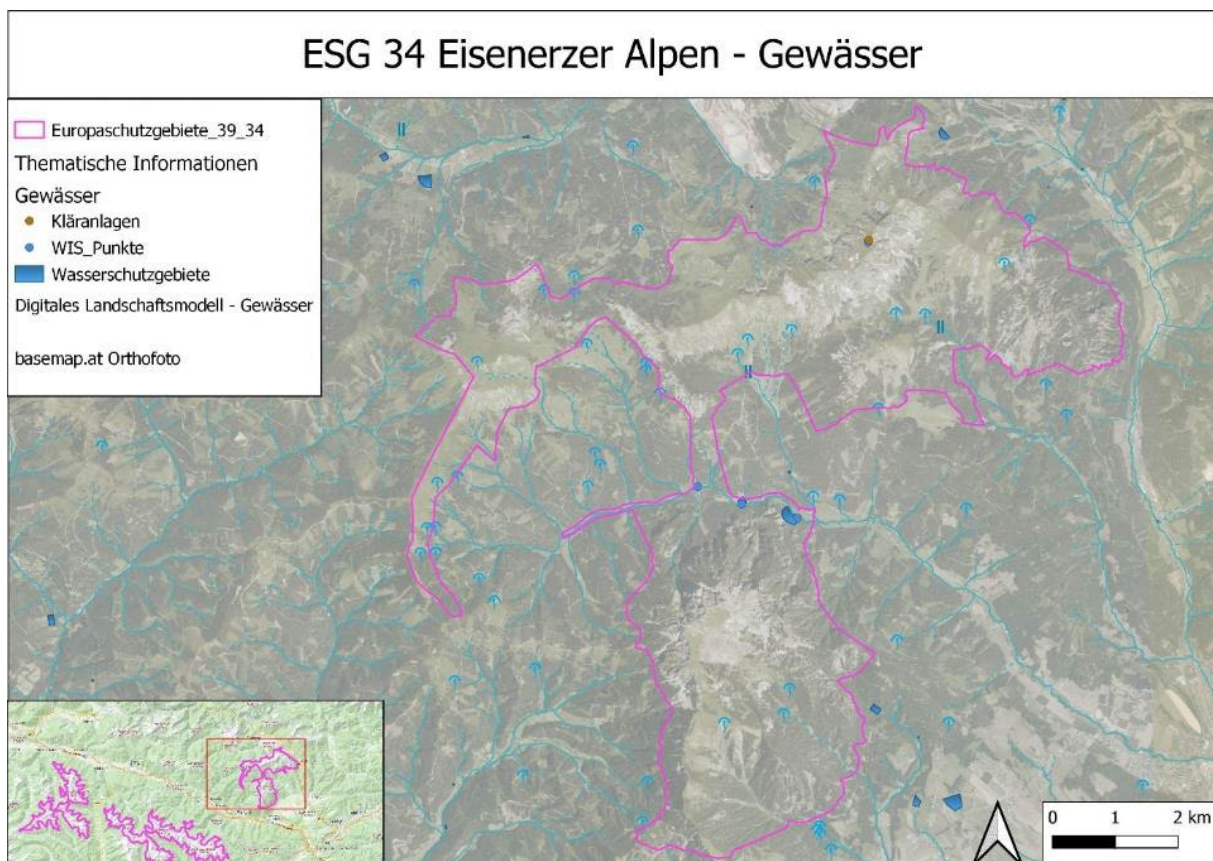 ESG 34 Eisenerzer Alpen - Gewässer
Europaschutzgebiete_39_34
Thematische Informationen
Gewässer
Kläranlagen
WIS_Punkte
Wasserschutzgebiete
Digitales Landschaftsmodell - Gewässer
basemap.at Orthofoto
0 1 2 km